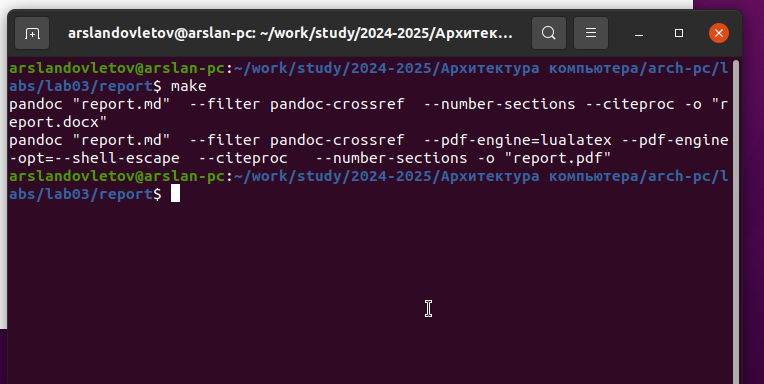 arslandovletov@arslan-pc: ~/work/study/2024-2025/Архитек...
arslandovletov@arslan-pc:~/work/study/2024-2025/Архитектура компьютера/arch-pc/l
abs/lab03/report$ make
pandoc "report.md"  --filter pandoc-crossref  --number-sections --citeproc -o "r
eport.docx"
pandoc "report.md"  --filter pandoc-crossref  --pdf-engine=lualatex --pdf-engine
-opt=--shell-escape  --citeproc   --number-sections -o "report.pdf"
arslandovletov@arslan-pc:~/work/study/2024-2025/Архитектура компьютера/arch-pc/l
abs/lab03/report$